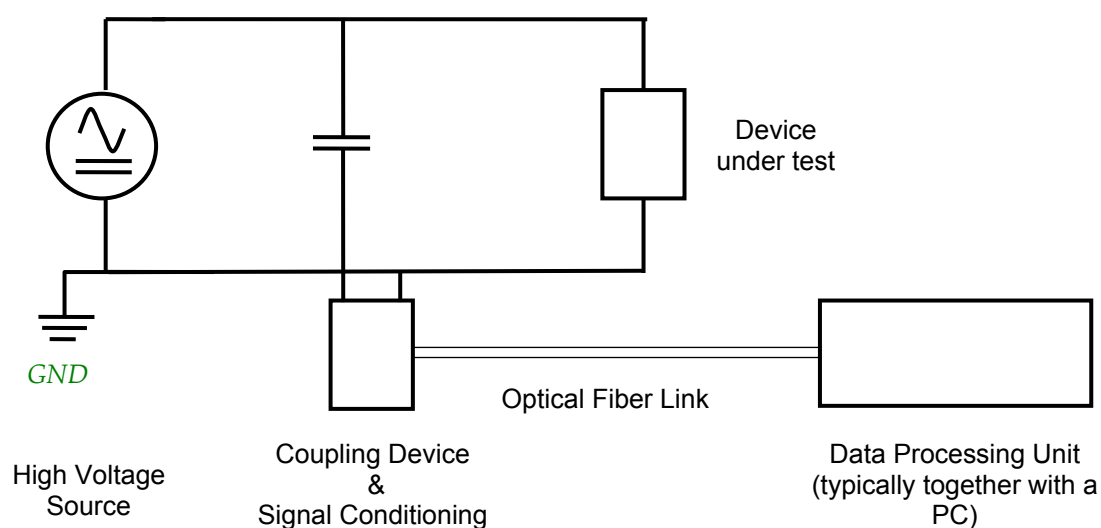 Device
under test
GND
Optical Fiber Link
High Voltage
Source
Coupling Device
&
Signal Conditioning
Data Processing Unit
(typically together with a
PC)